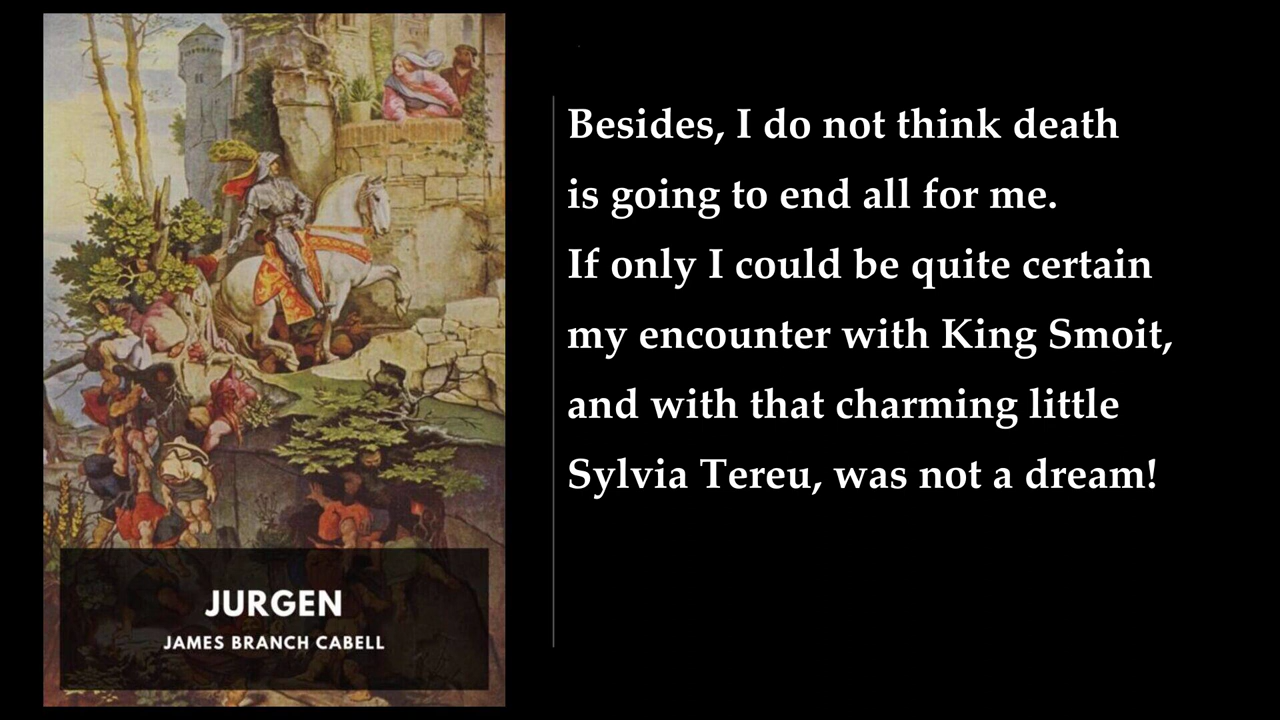 JURGEN
JAMES BRANCH CABELL
Besides, I do not think death
is going to end all for me.
If only I could be quite certain
my encounter with King Smoit,
and with that charming little
Sylvia Tereu, was not a dream!